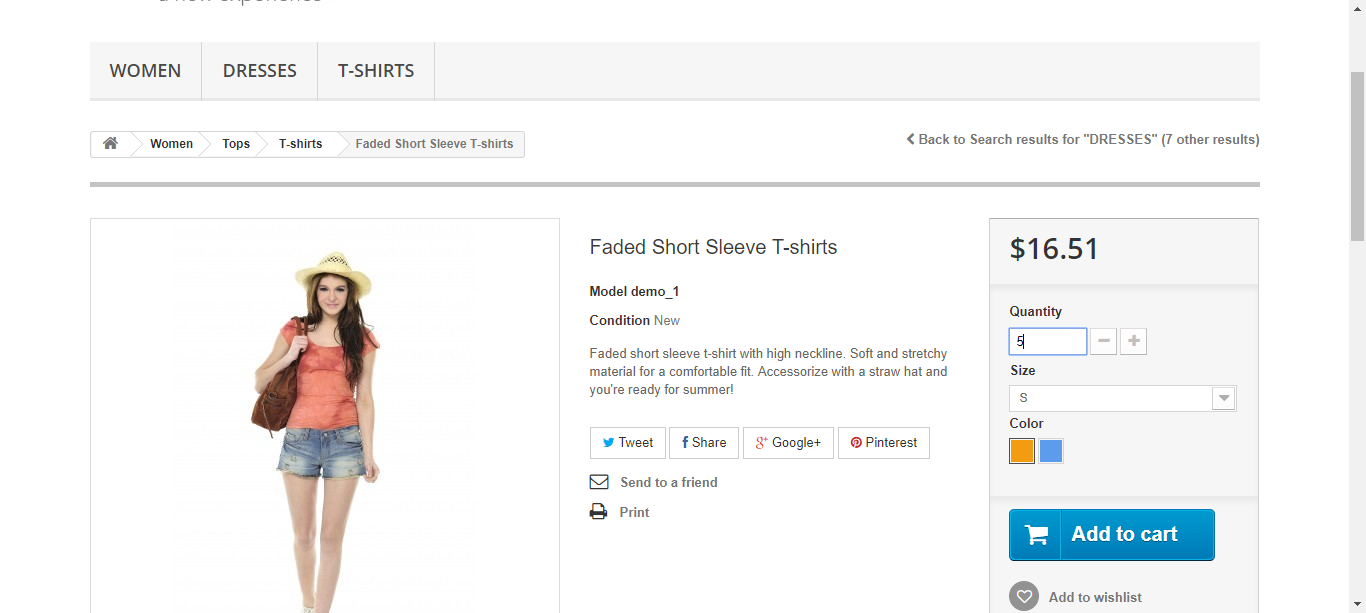 a new experience
WOMEN
DRESSES
T-SHIRTS
Women
Tops
T-shirts
Faded Short Sleeve T-shirts
Back to Search results for "DRESSES" (7 other results)
Faded Short Sleeve T-shirts
Model demo_1
Condition New
Faded short sleeve t-shirt with high neckline. Soft and stretchy
material for a comfortable fit. Accessorize with a straw hat and
you're ready for summer!
Tweet
Share
Google+
Pinterest
Send to a friend
Print
$16.51
Quantity
5
Size
S
Color
Add to cart
Add to wishlist